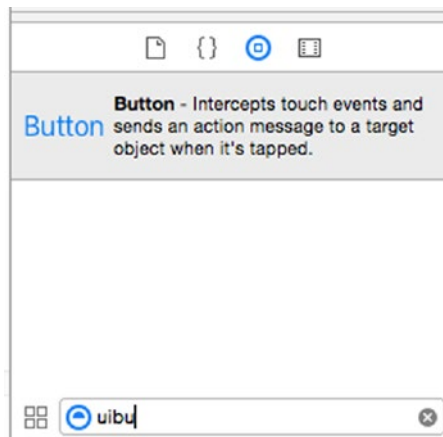 {}
Button Button - Intercepts touch events and
sends an action message to a target
object when it's tapped.
uibu